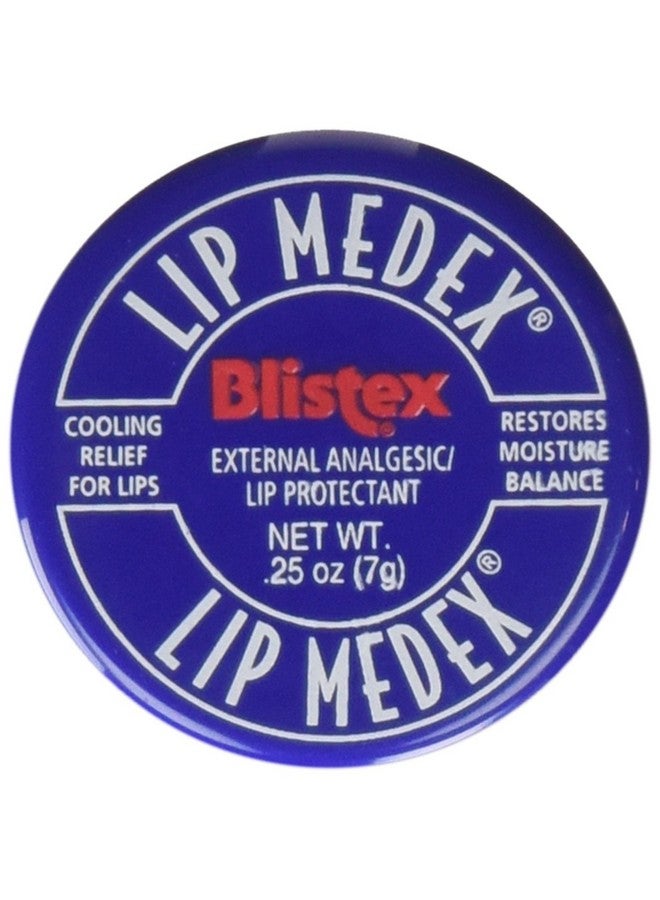 LIP MEDEX®
Blistex®
COOLING
RELIEF
FOR LIPS
EXTERNAL ANALGESIC/
LIP PROTECTANT
RESTORES
MOISTURE
BALANCE
NET WT.
.25 oz (7g)
LIP MEDEX®